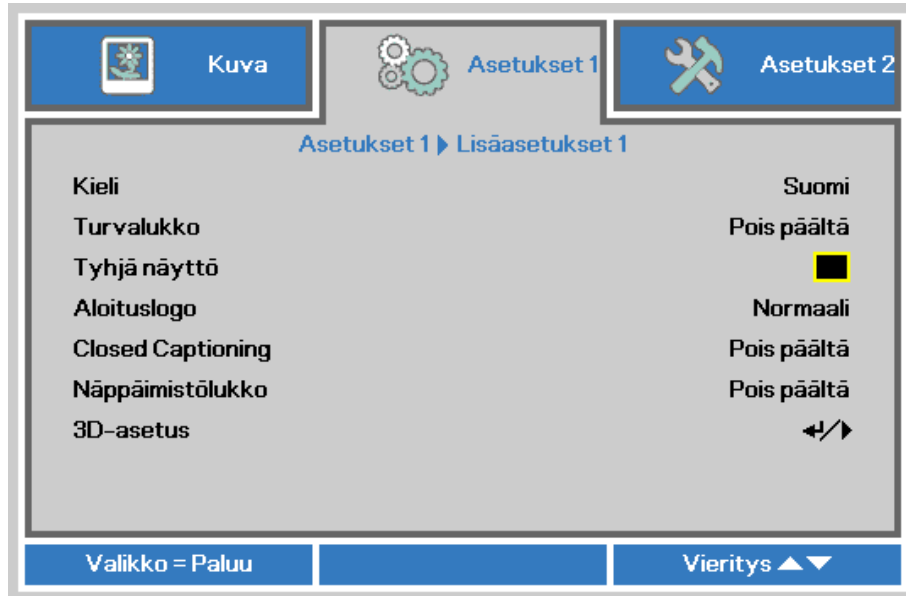 Kuva
Asetukset 1
Asetukset 2
Asetukset 1 Lisäasetukset 1
Kieli Suomi
Turvalukko Pois päältä
Tyhjä näyttö
Aloituslogo Normaali
Closed Captioning Pois päältä
Näppäimistölukko Pois päältä
3D-asetus ↵/▶
Valikko = Paluu
Vieritys ▲▼